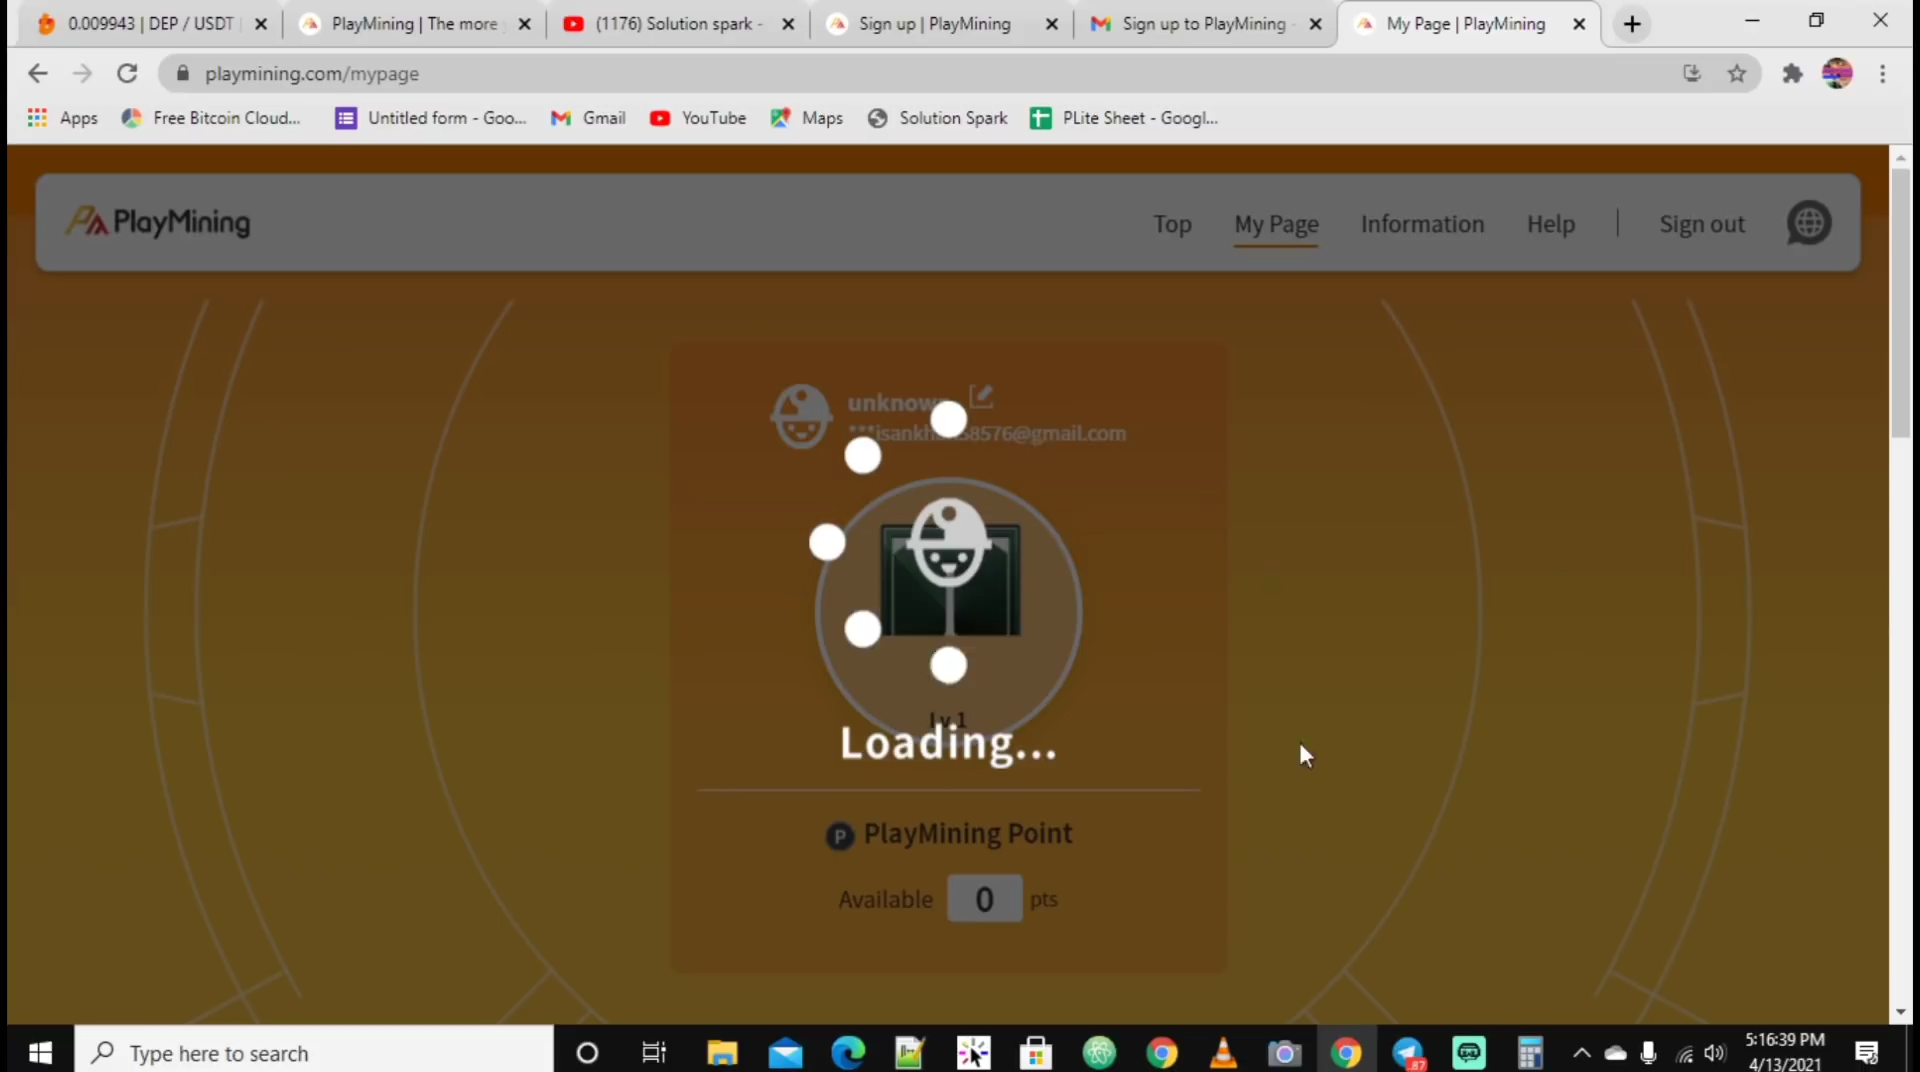 0.009943 | DEP / USDT
PlayMining | The more
(1176) Solution spark -
Sign up | PlayMining
Sign up to PlayMining -
My Page | PlayMining
playmining.com/mypage
Apps
Free Bitcoin Cloud...
Untitled form - Goo...
Gmail
YouTube
Maps
Solution Spark
PLite Sheet - Googl...
PlayMining
Top
My Page
Information
Help
Sign out
Lv.1
Loading...
P PlayMining Point
Available 0 pts
Type here to search
87
5:16:39 PM
4/13/2021